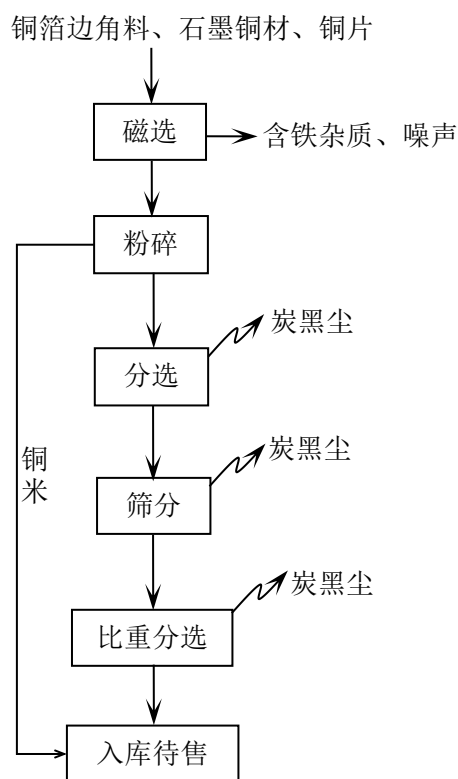 铜箔边角料、石墨铜材、铜片
磁选
含铁杂质、噪声
粉碎
炭黑尘
分选
铜米
炭黑尘
筛分
炭黑尘
比重分选
入库待售